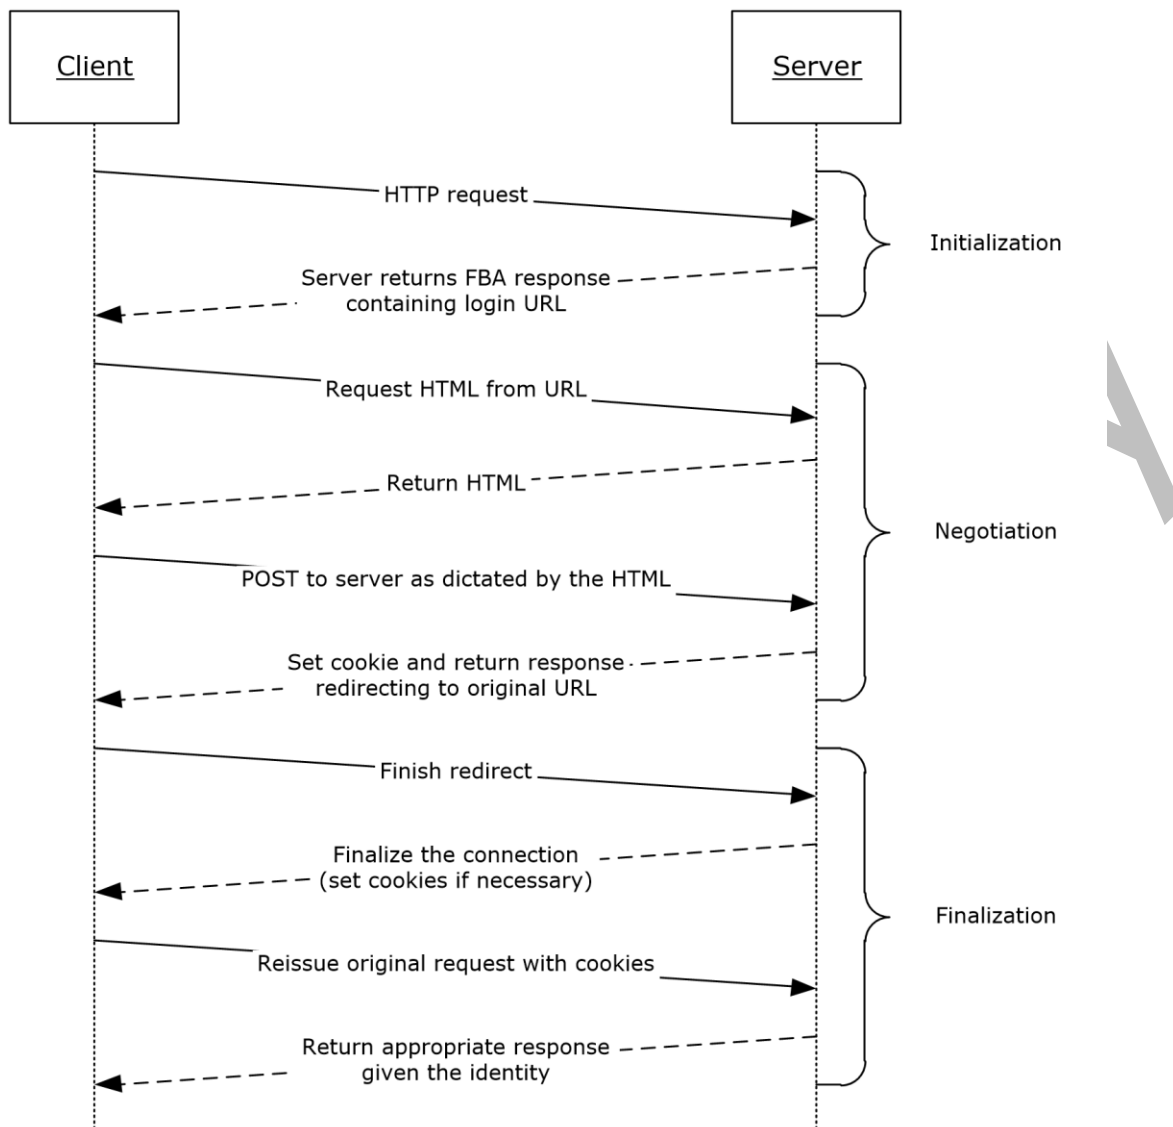 Client
Server
HTTP request
Initialization
Server returns FBA response
containing login URL
Request HTML from URL
Return HTML
Negotiation
POST to server as dictated by the HTML
Set cookie and return response
redirecting to original URL
Finish redirect
Finalize the connection
(set cookies if necessary)
Finalization
Reissue original request with cookies
Return appropriate response
given the identity